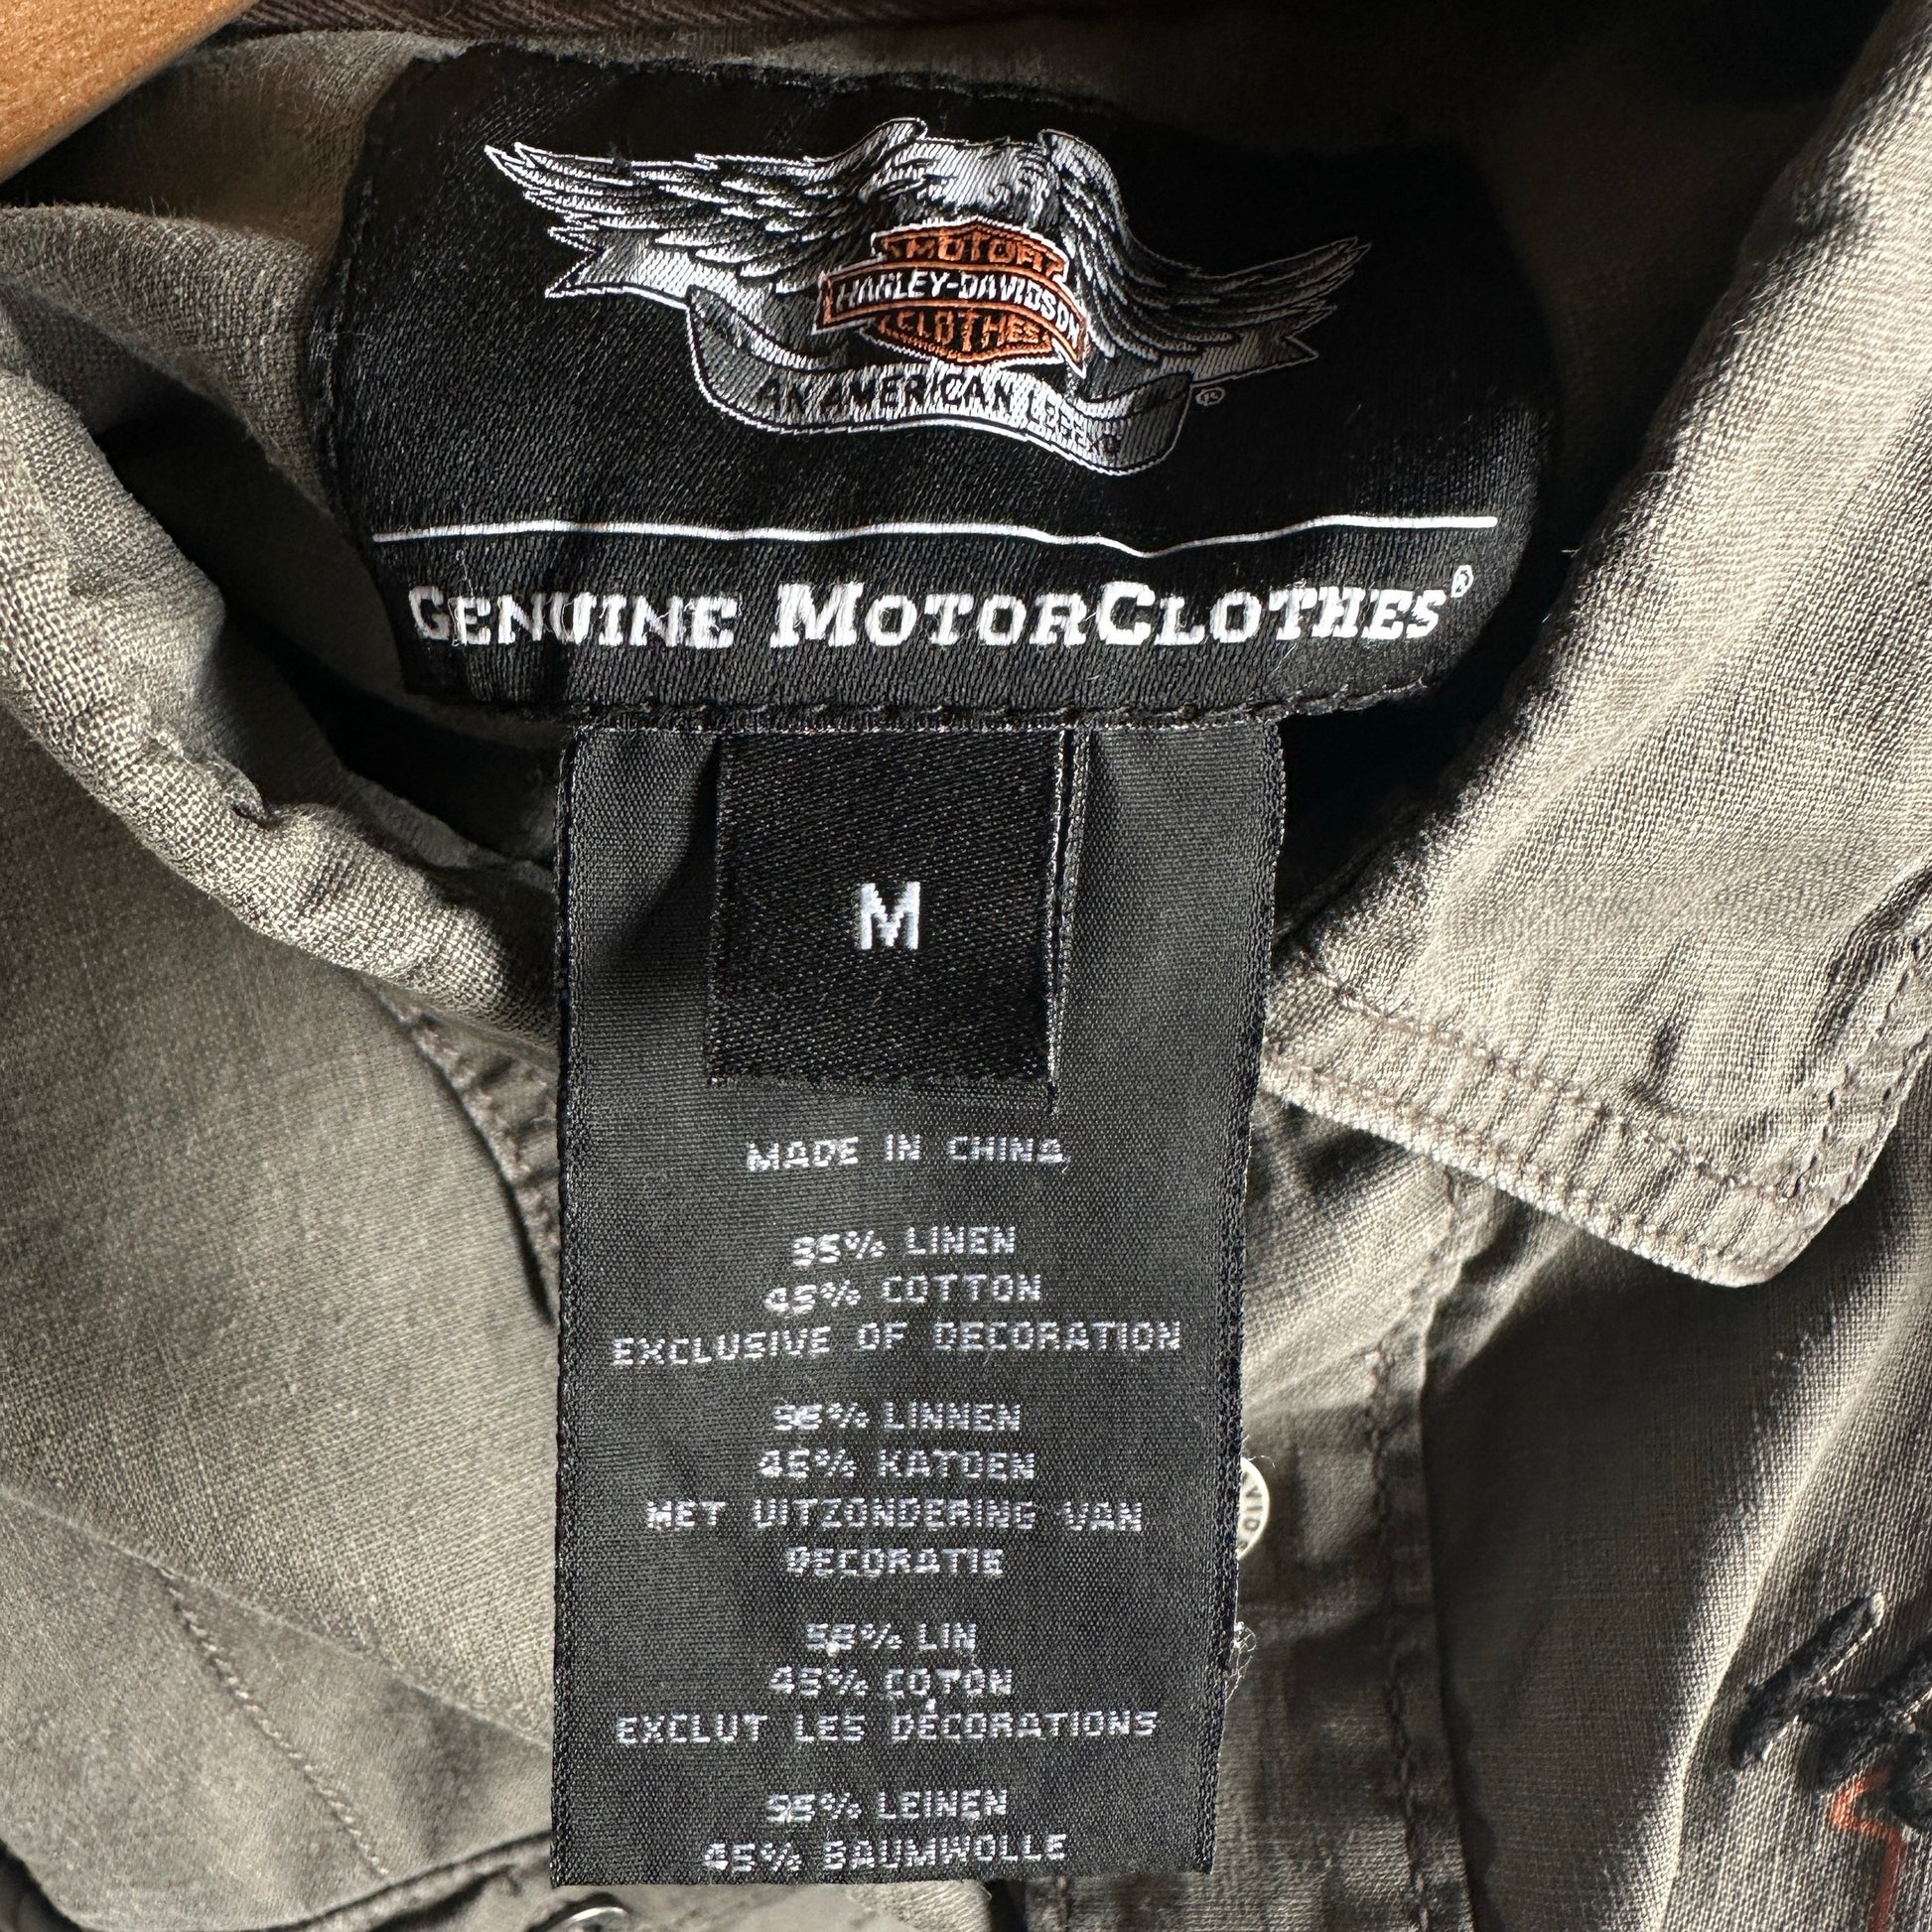 MOTOR
HARLEY-DAVIDSON
CLOTHES
AN AMERICAN LEGEND
®
GENUINE MOTORCLOTHES®
M
MADE IN CHINA
55% LINEN
45% COTTON
EXCLUSIVE OF DECORATION
55% LINNEN
45% KATOEN
MET UITZONDERING VAN
DECORATIE
55% LIN
45% COTON
EXCLUT LES DÉCORATIONS
55% LEINEN
45% BAUMWOLLE
VID